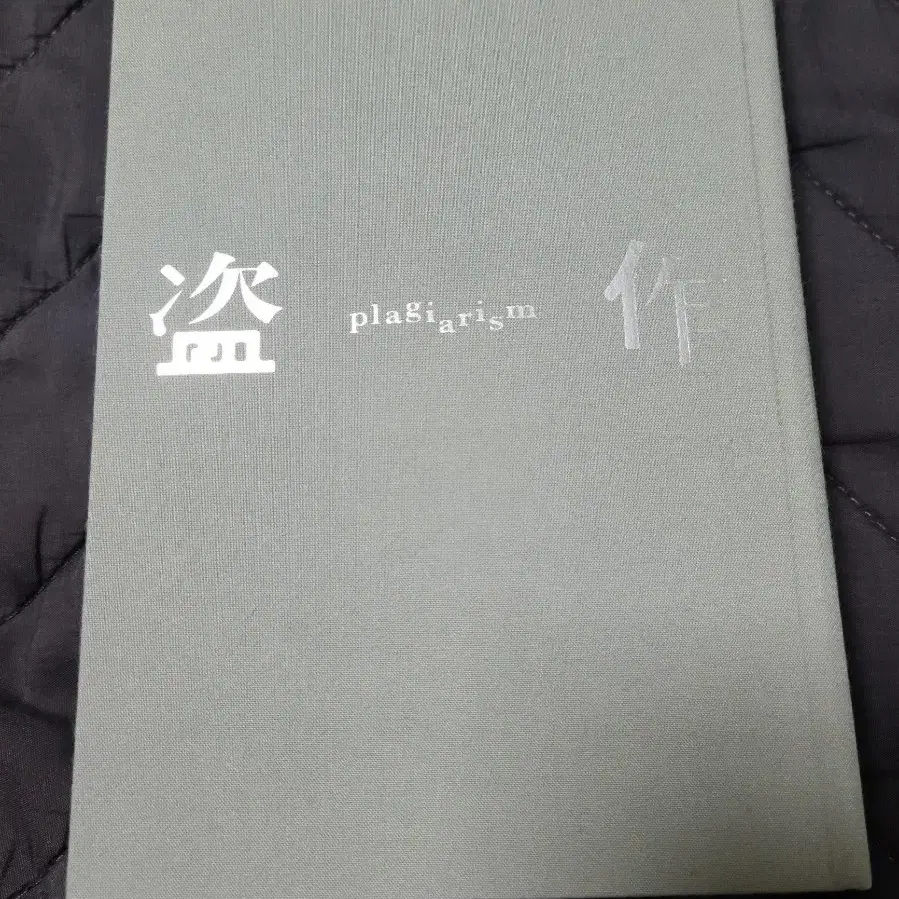 盗 plagiarism 作